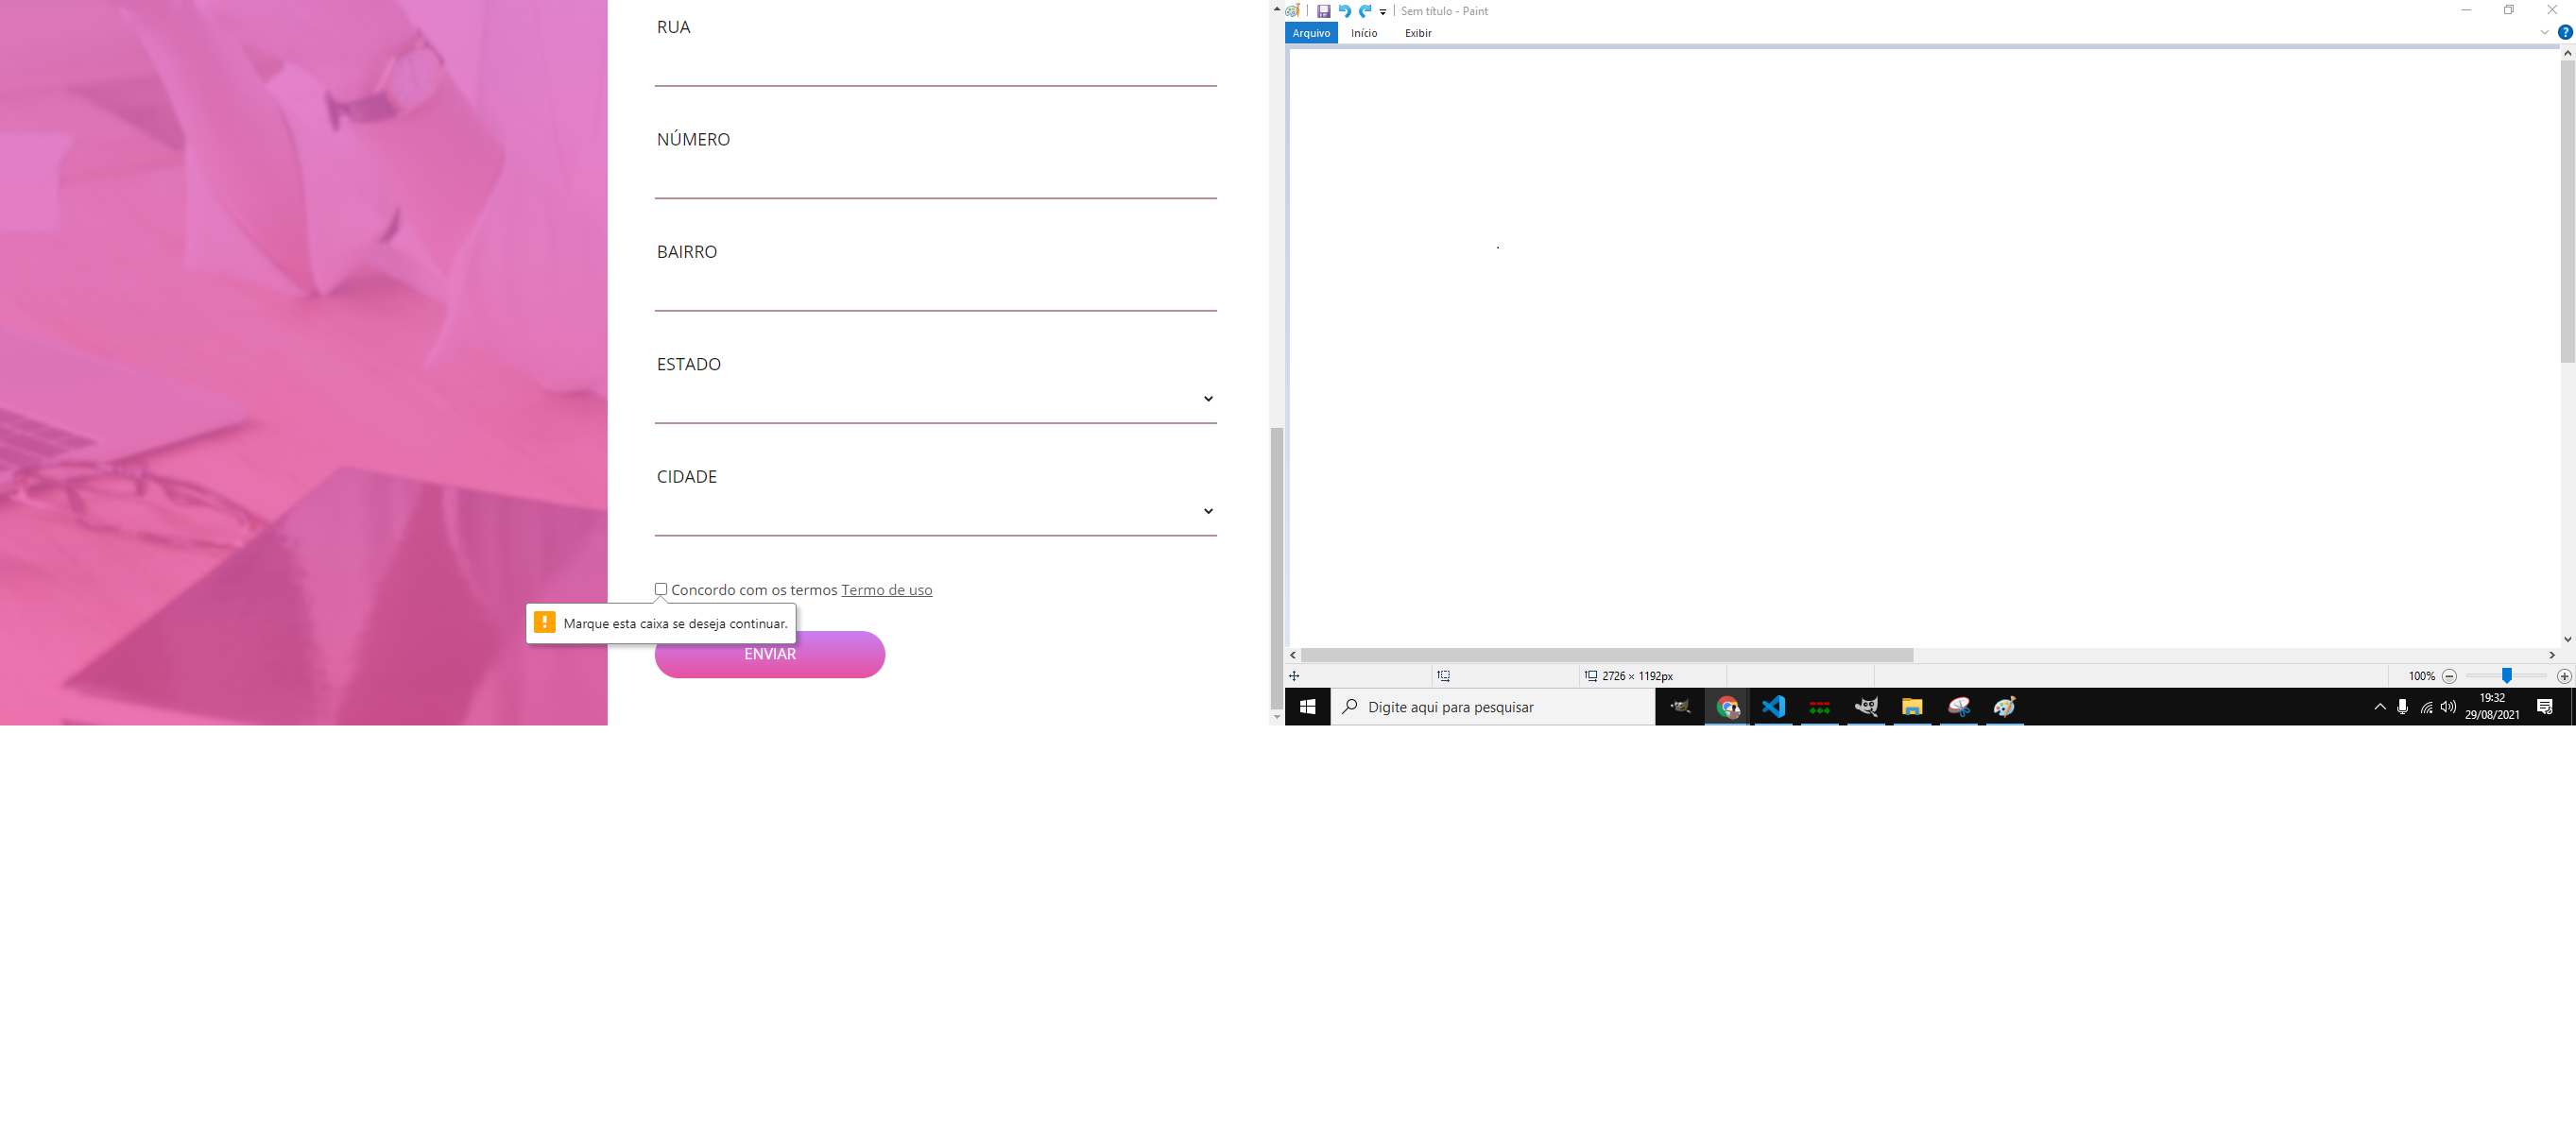 RUA
NÚMERO
BAIRRO
ESTADO
CIDADE
Concordo com os termos Termo de uso
Marque esta caixa se deseja continuar.
ENVIAR
Sem título - Paint
Arquivo Início Exibir
2726 × 1192px
100%
Digite aqui para pesquisar
19:32
29/08/2021